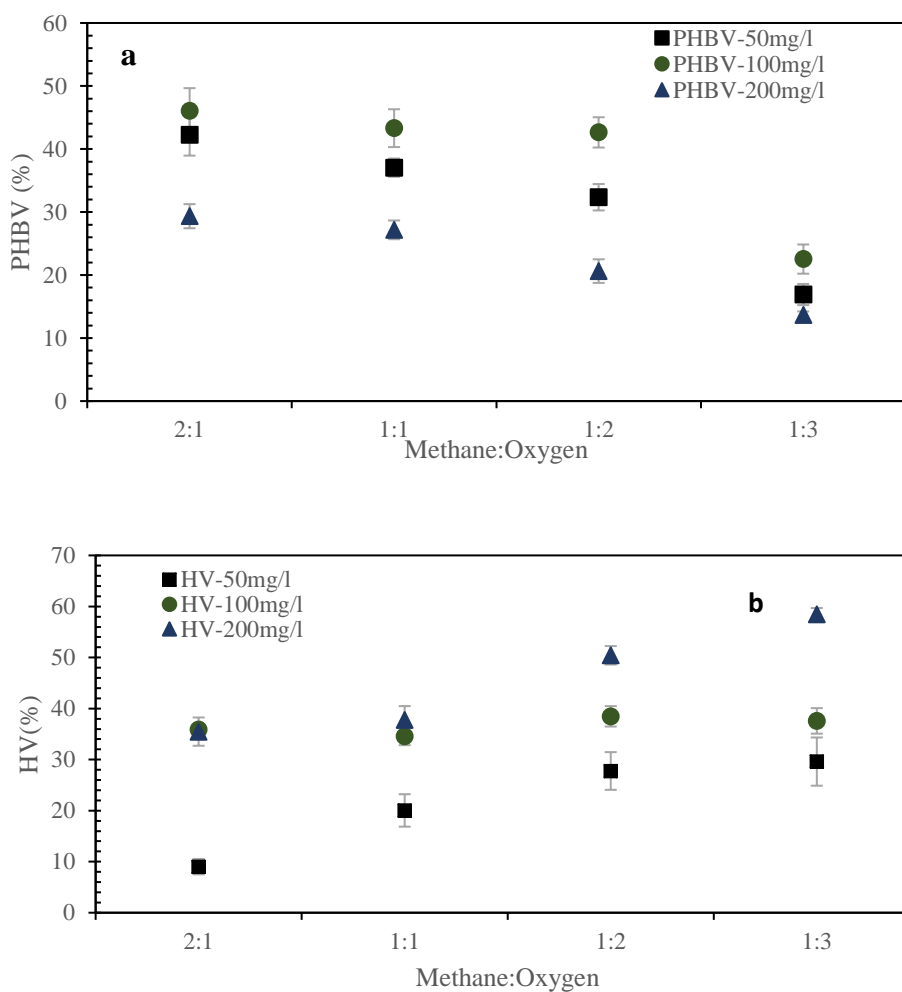 60
50
40
30
20
10
0
PHBV (%)
a
PHBV-50mg/l
PHBV-100mg/l
PHBV-200mg/l
2:1 1:1 1:2 1:3
Methane:Oxygen
70
60
50
40
30
20
10
0
HV(%)
HV-50mg/l
HV-100mg/l
HV-200mg/l
b
2:1 1:1 1:2 1:3
Methane:Oxygen